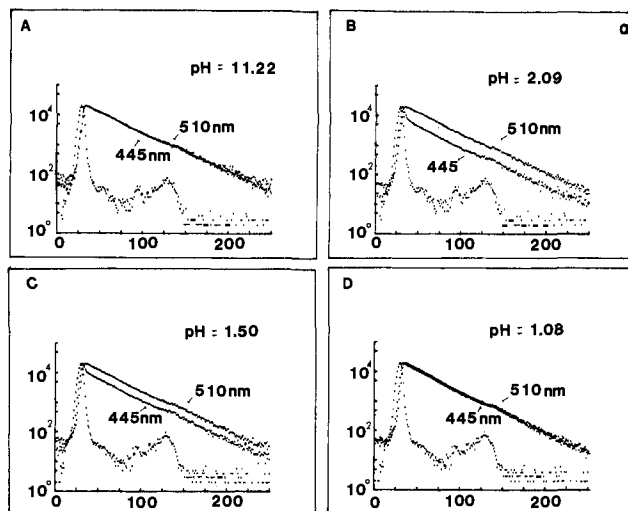 A
pH = 11.22
10⁴
10²
10⁰
510nm
445nm
0 100 200
B
a
pH = 2.09
10⁴
10²
10⁰
510nm
445
0 100 200
C
pH = 1.50
10⁴
10²
10⁰
510nm
445nm
0 100 200
D
pH = 1.08
10⁴
10²
10⁰
510nm
445nm
0 100 200